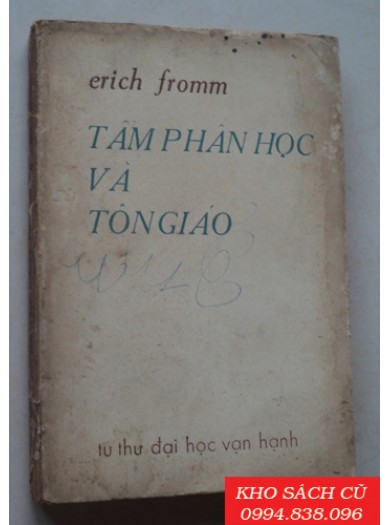 erich fromm
TÂM PHÂN HỌC
VÀ
TÔN GIÁO
tu thư đại học vạn hạnh
KHO SÁCH CŨ
0994.838.096